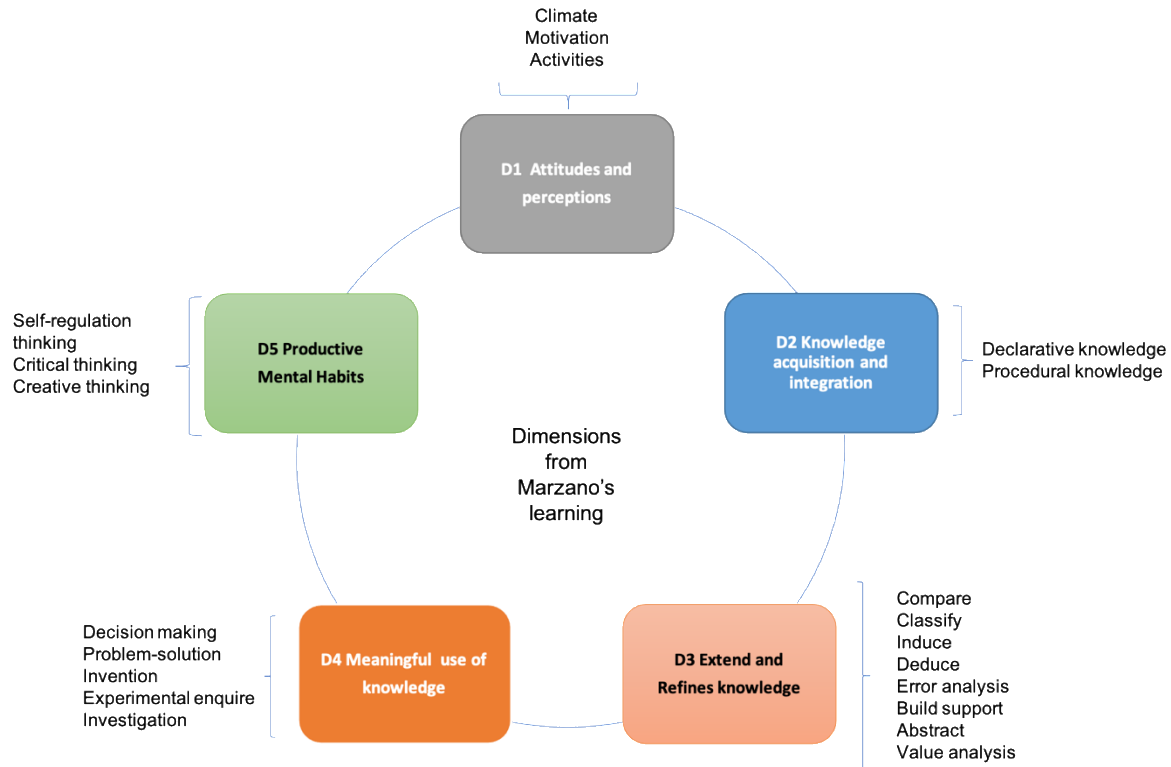 Climate
Motivation
Activities
D1 Attitudes and
perceptions
Self-regulation
thinking
Critical thinking
Creative thinking
D5 Productive
Mental Habits
D2 Knowledge
acquisition and
integration
Declarative knowledge
Procedural knowledge
Dimensions
from
Marzano’s
learning
Decision making
Problem-solution
Invention
Experimental enquire
Investigation
D4 Meaningful use of
knowledge
D3 Extend and
Refines knowledge
Compare
Classify
Induce
Deduce
Error analysis
Build support
Abstract
Value analysis